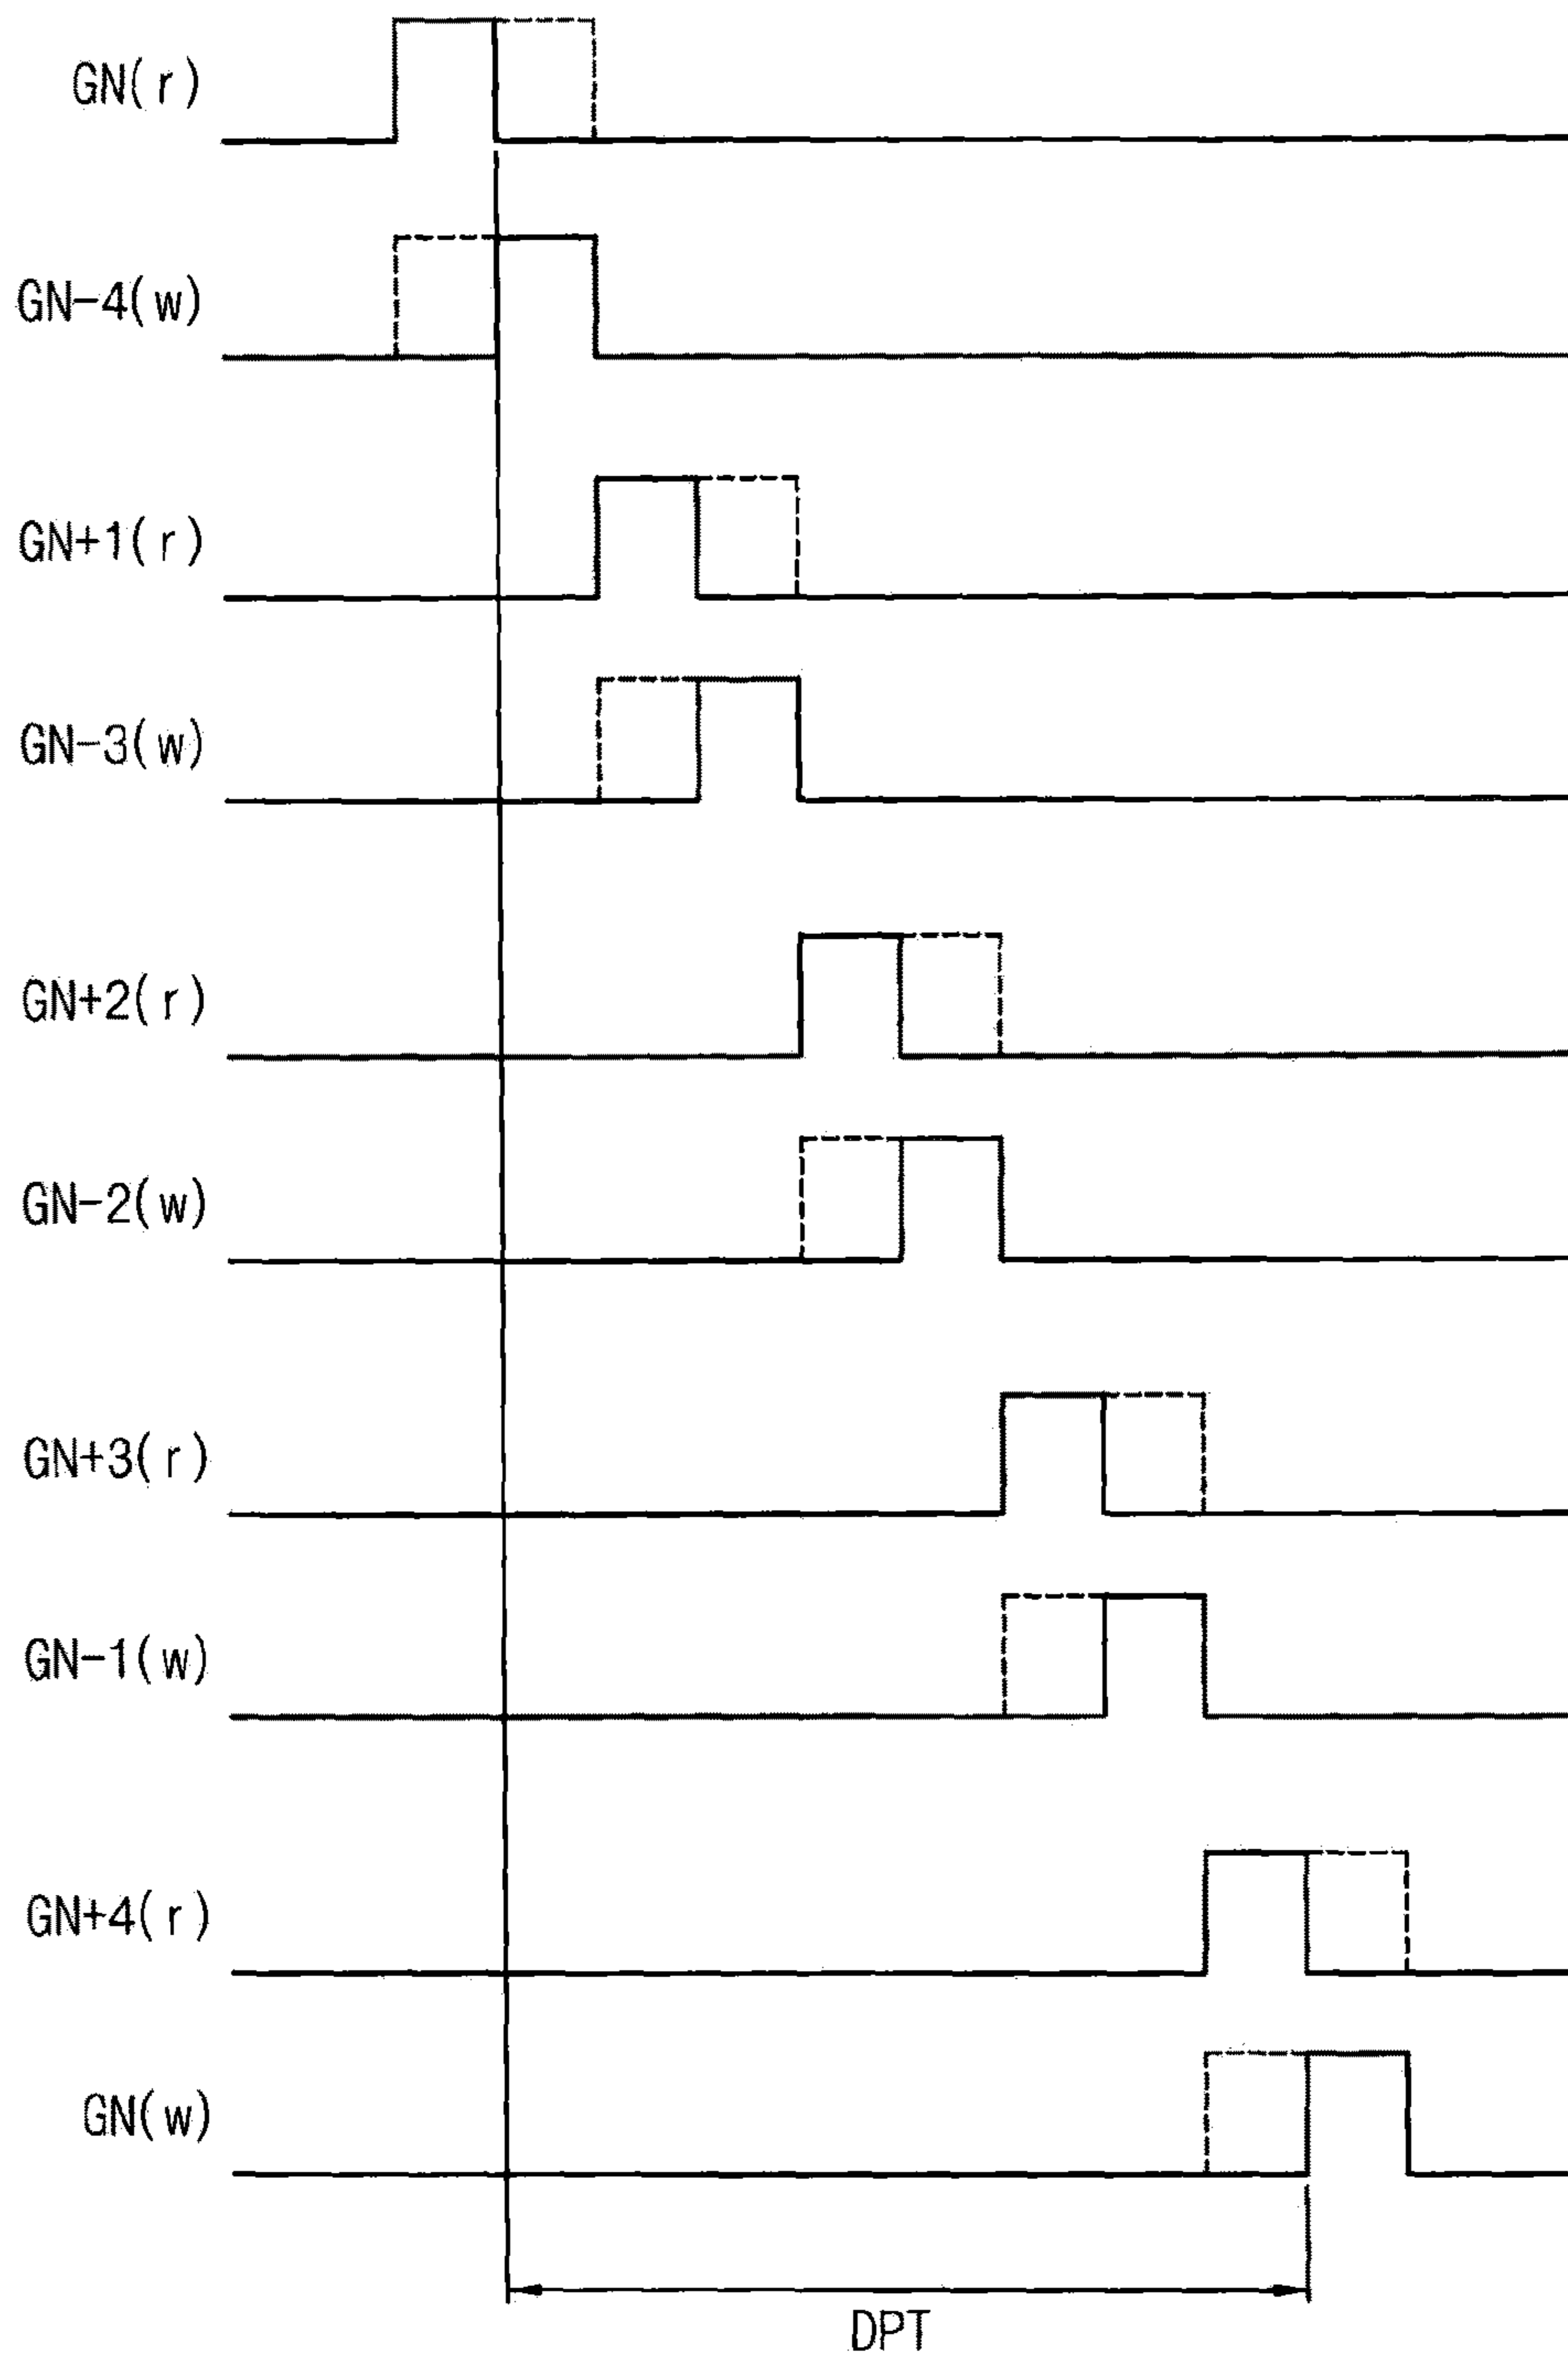 GN(r)
GN-4(w)
GN+1(r)
GN-3(w)
GN+2(r)
GN-2(w)
GN+3(r)
GN-1(w)
GN+4(r)
GN(w)
DPT